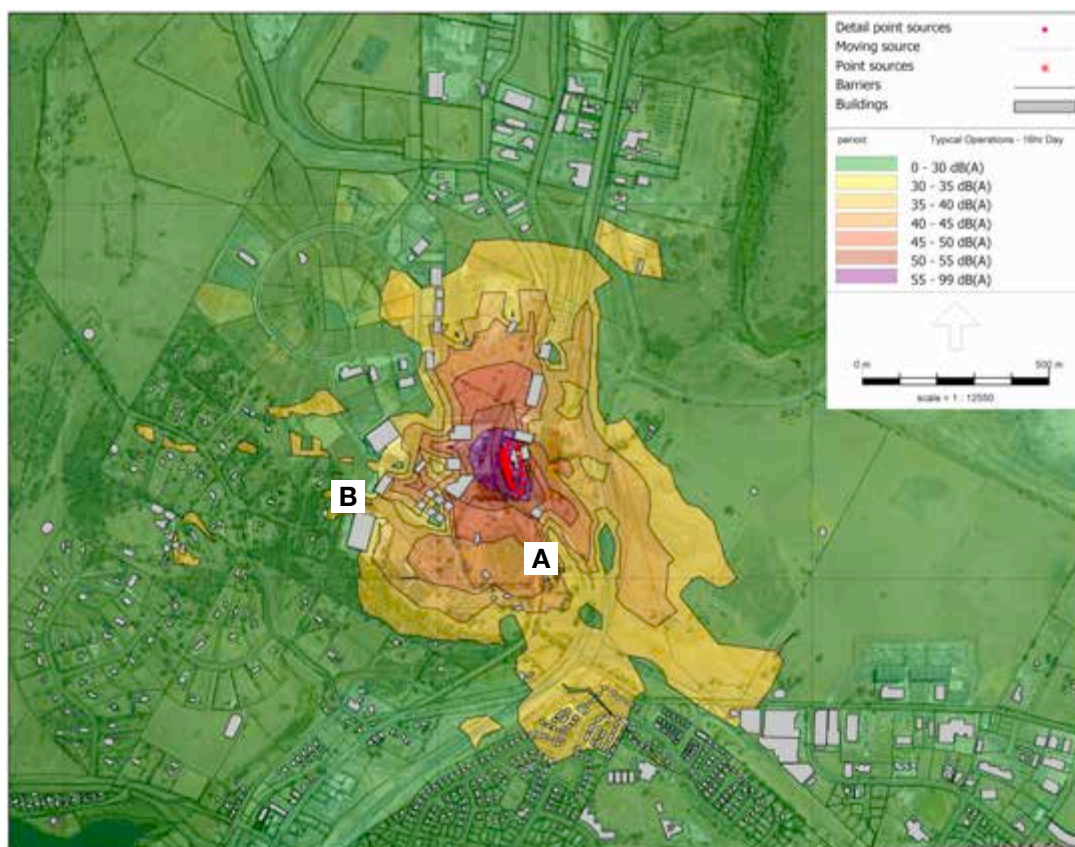 Detail point sources
Moving source
Point sources
Barriers
Buildings
period Typical Operations - 16hr Day
0 - 30 dB(A)
30 - 35 dB(A)
35 - 40 dB(A)
40 - 45 dB(A)
45 - 50 dB(A)
50 - 55 dB(A)
55 - 99 dB(A)
0 m 500 m
scale = 1 : 12550
B
A